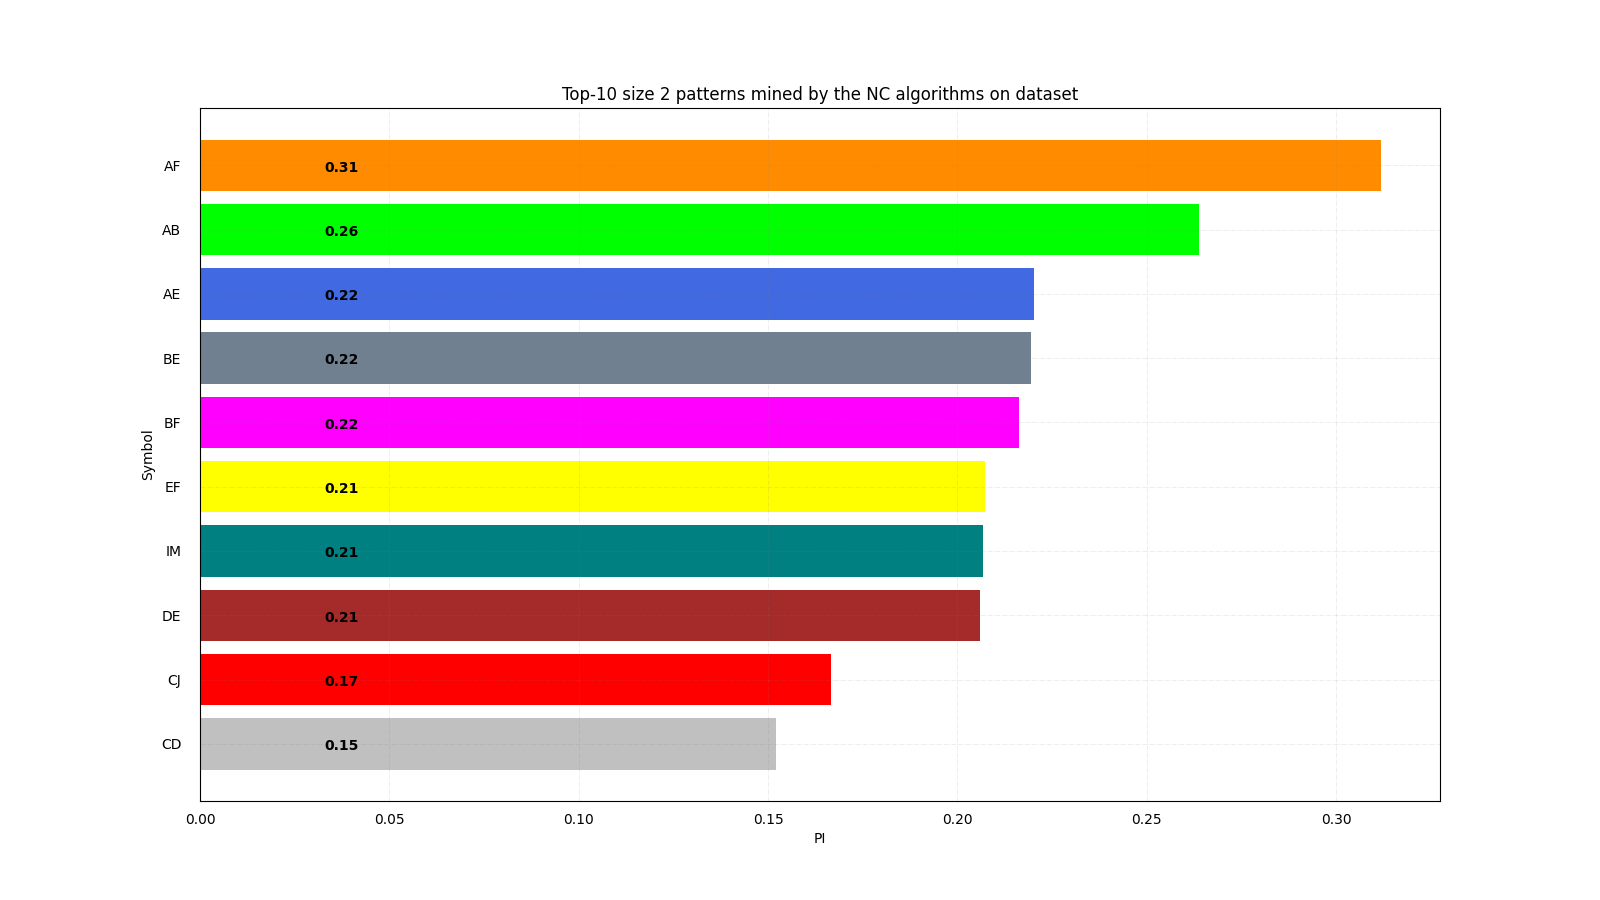 Top-10 size 2 patterns mined by the NC algorithms on dataset
AF 0.31
AB 0.26
AE 0.22
BE 0.22
BF 0.22
Symbol
EF 0.21
IM 0.21
DE 0.21
CJ 0.17
CD 0.15
0.00 0.05 0.10 0.15 0.20 0.25 0.30
PI